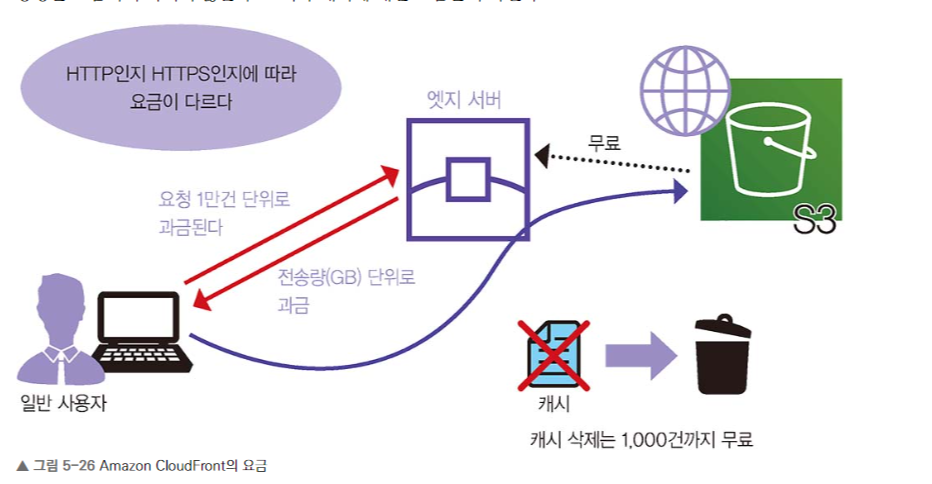 HTTP인지 HTTPS인지에 따라
요금이 다르다
엣지 서버
무료
S3
요청 1만건 단위로
과금된다
전송량(GB) 단위로
과금
일반 사용자
캐시
캐시 삭제는 1,000건까지 무료
▲ 그림 5-26 Amazon CloudFront의 요금